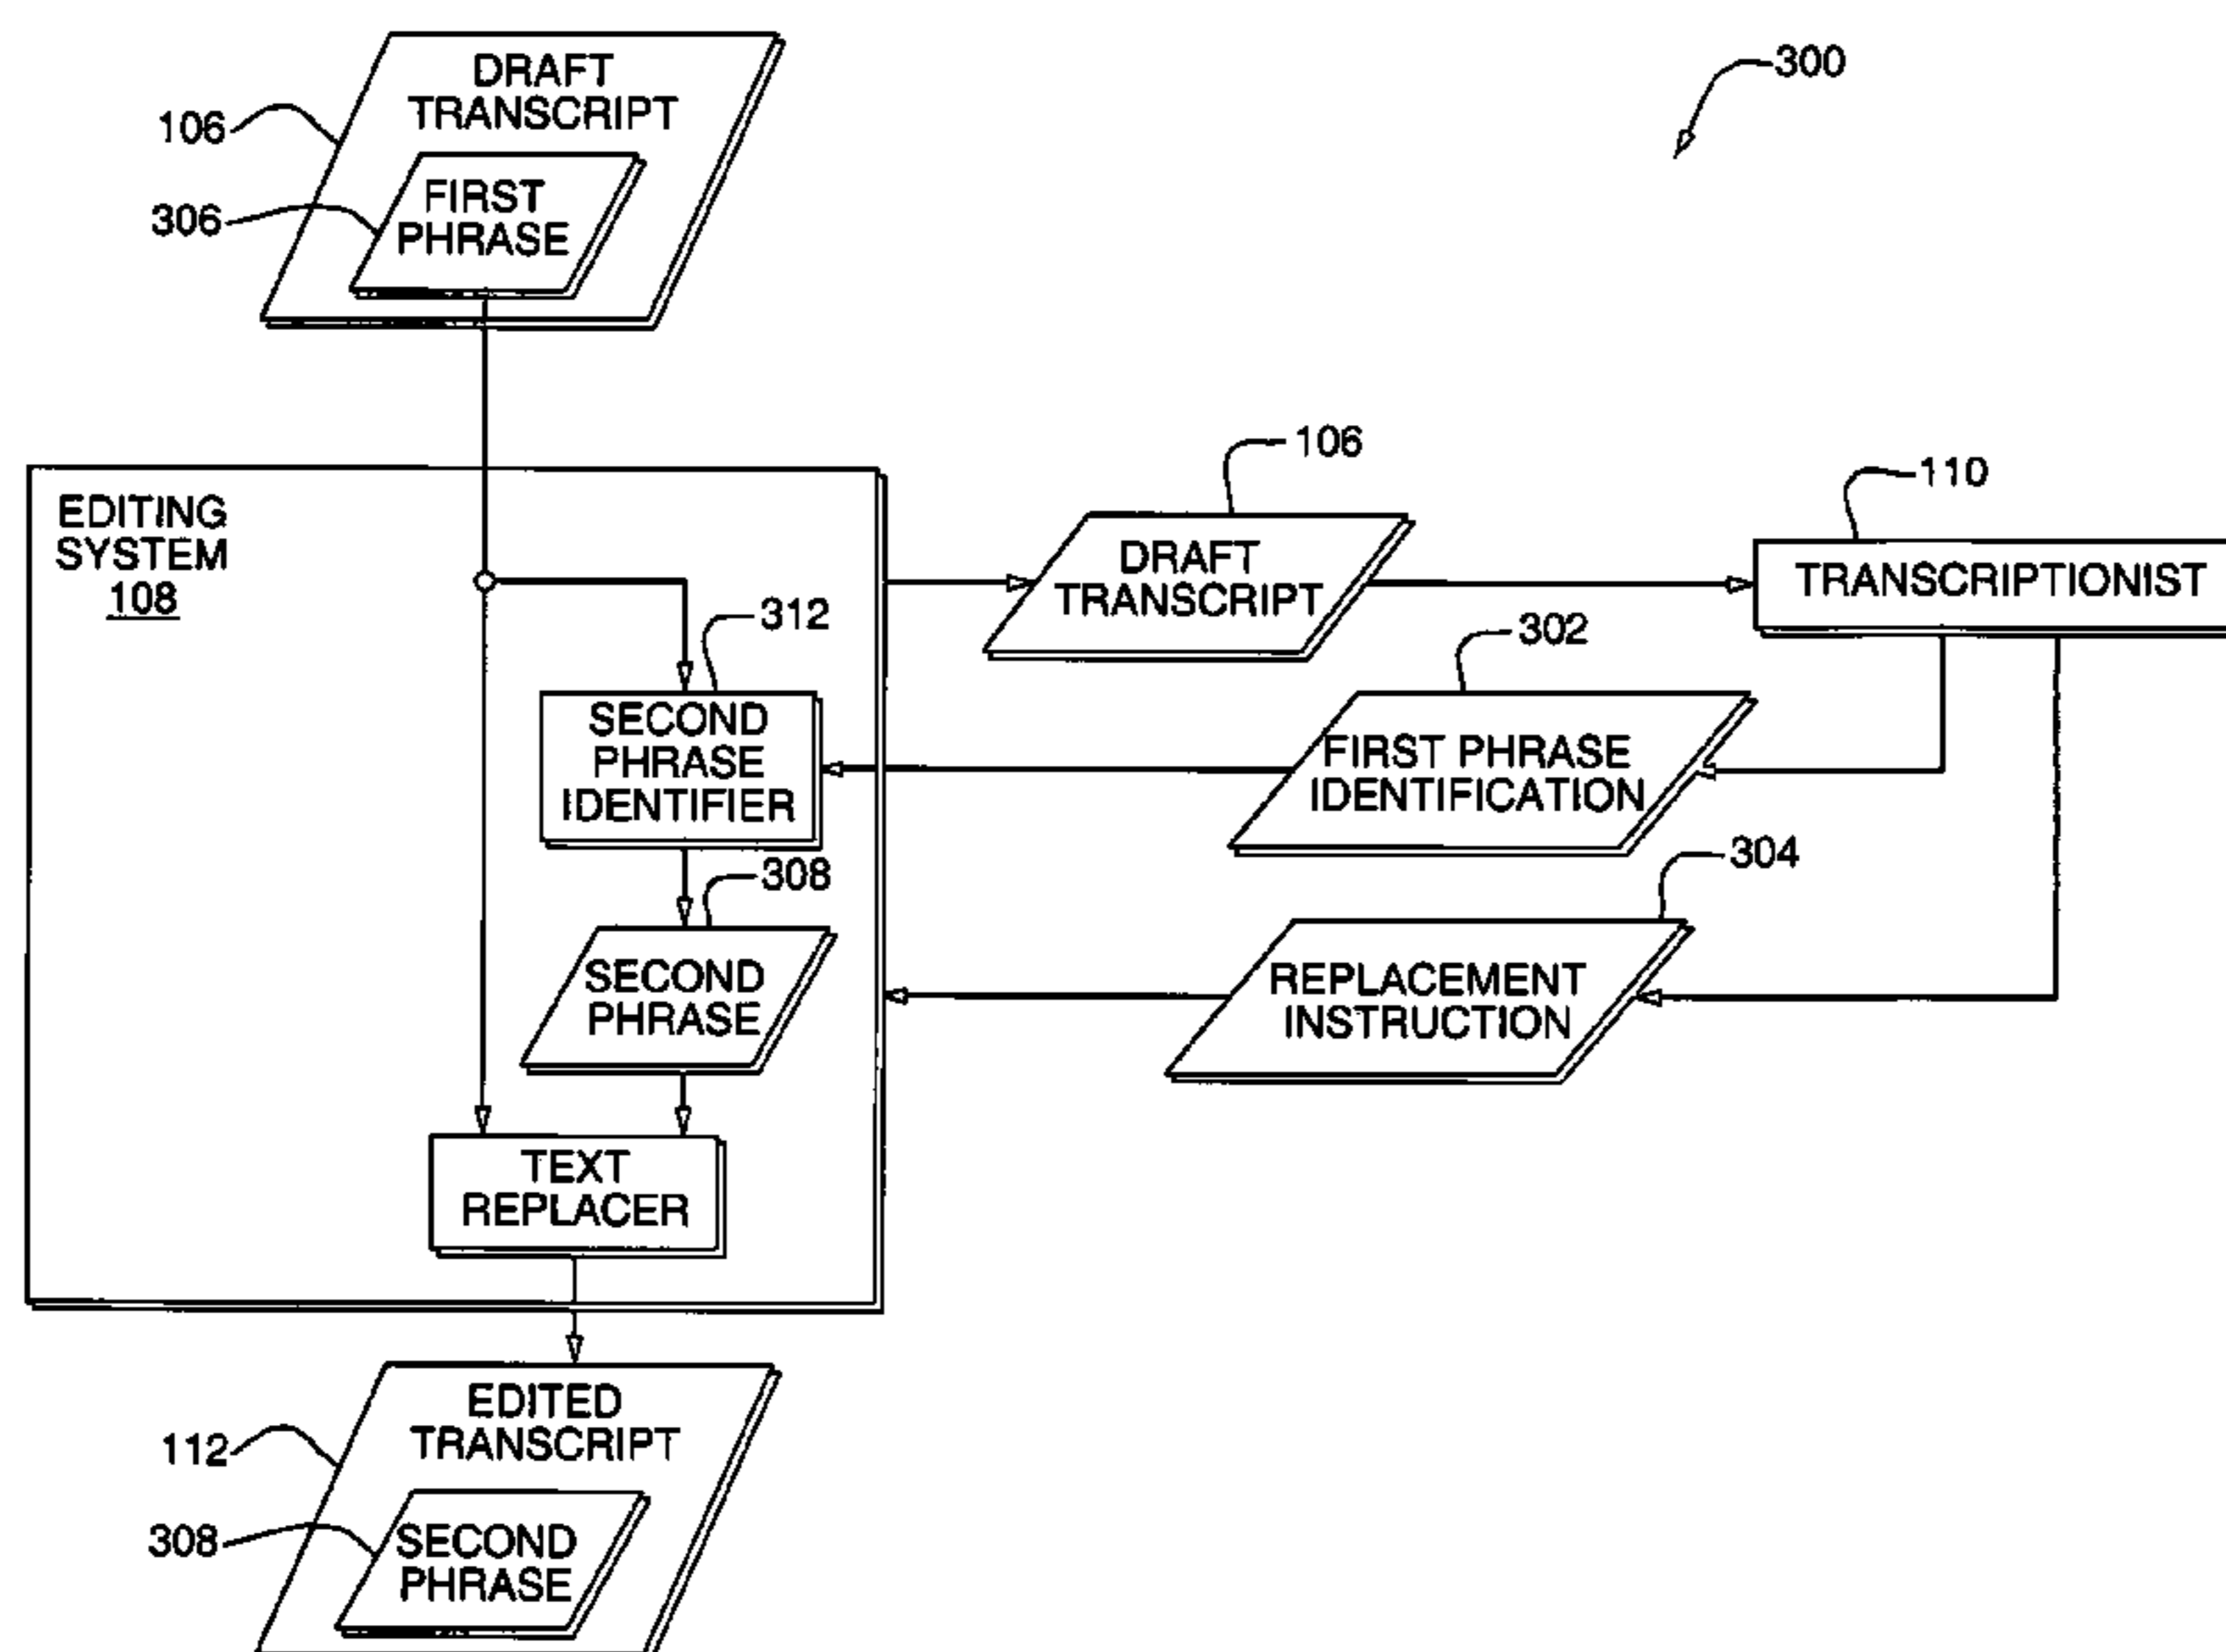 300
DRAFT
TRANSCRIPT
106
FIRST
PHRASE
306
EDITING
SYSTEM
108
106
DRAFT
TRANSCRIPT
110
TRANSCRIPTIONIST
312
SECOND
PHRASE
IDENTIFIER
302
FIRST PHRASE
IDENTIFICATION
308
SECOND
PHRASE
304
REPLACEMENT
INSTRUCTION
TEXT
REPLACER
EDITED
TRANSCRIPT
112
308
SECOND
PHRASE